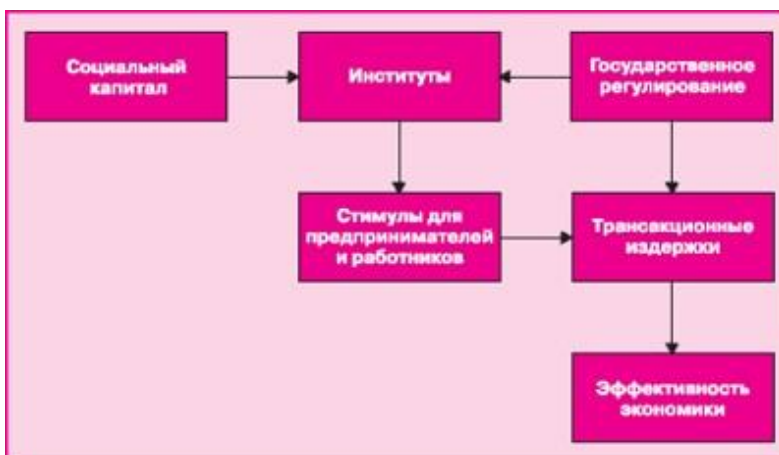 Социальный
капитал
Институты
Государственное
регулирование
Стимулы для
предпринимателей
и работников
Трансакционные
издержки
Эффективность
экономики